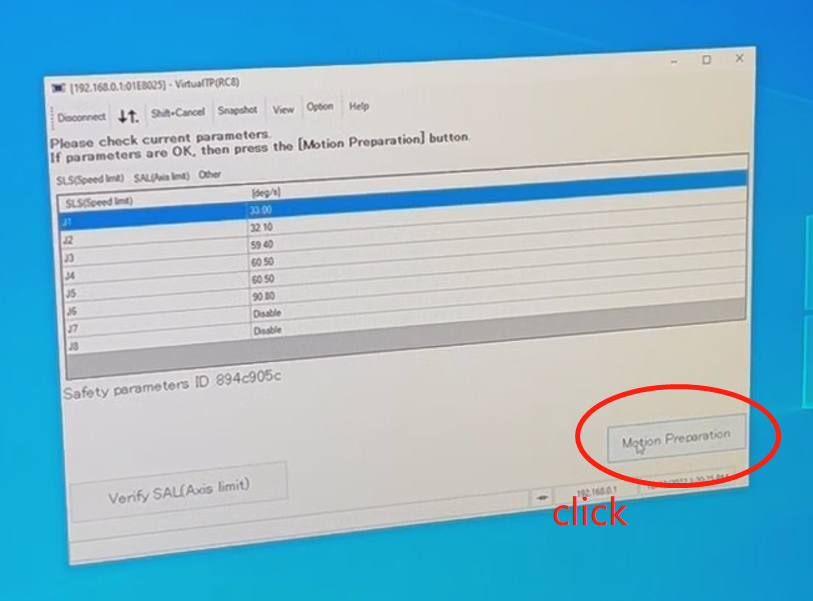 [192.168.0.1:01E8025] - VirtualTP(RC8)
Disconnect Shift+Cancel Snapshot View Option Help
Please check current parameters.
If parameters are OK, then press the [Motion Preparation] button.
SLS(Speed limit) SAL(Axis limit) Other
SLS(Speed limit) [deg/s]
J1 33.00
J2 32.10
J3 59.40
J4 60.50
J5 60.50
J6 90.80
J7 Disable
J8 Disable
Safety parameters ID 894c905c
Motion Preparation
Verify SAL(Axis limit)
192.168.0.1
click